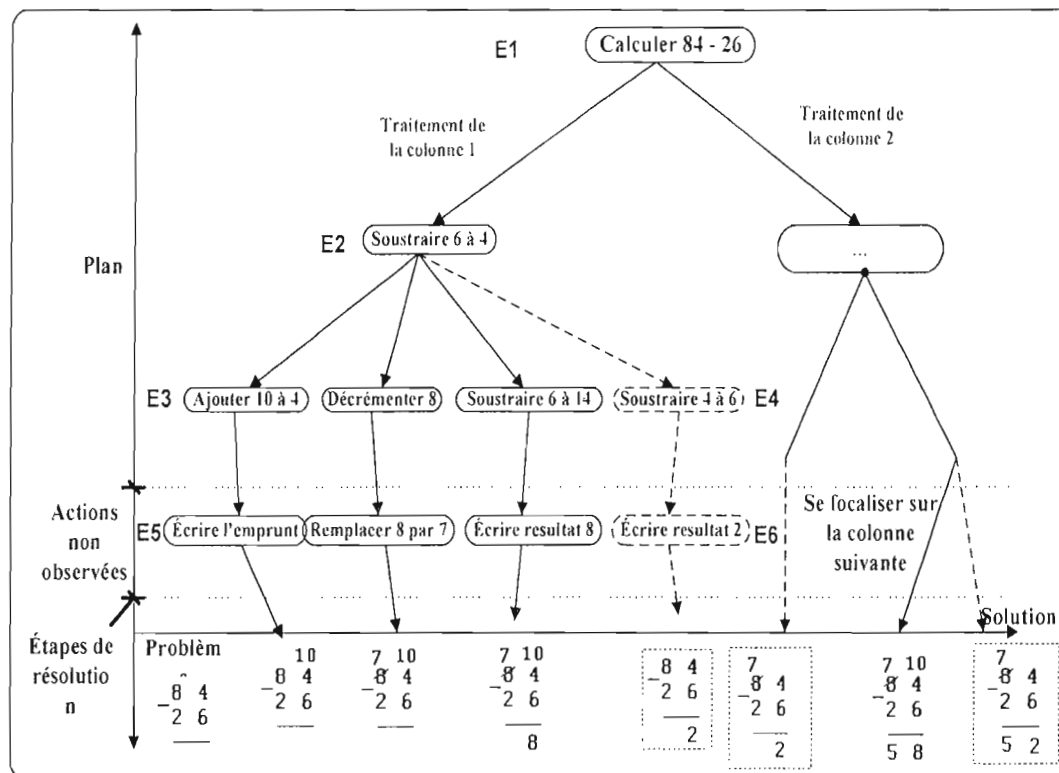 E1
Calculer 84 - 26
Traitement de
la colonne 1
Traitement de
la colonne 2
Plan
E2
Soustraire 6 à 4
...
E3
Ajouter 10 à 4
Décrémenter 8
Soustraire 6 à 14
Soustraire 4 à 6
E4
Actions
non
observées
E5
Écrire l'emprunt
Remplacer 8 par 7
Écrire resultat 8
Écrire resultat 2
E6
Se focaliser sur
la colonne
suivante
Étapes de
résolutio
n
Problèm
Solution
8 4
-2 6
10
8 4
-2 6
7 10
8 4
-2 6
7 10
8 4
-2 6
8
8 4
-2 6
2
7
8 4
-2 6
2
7 10
8 4
-2 6
5 8
7
8 4
-2 6
5 2